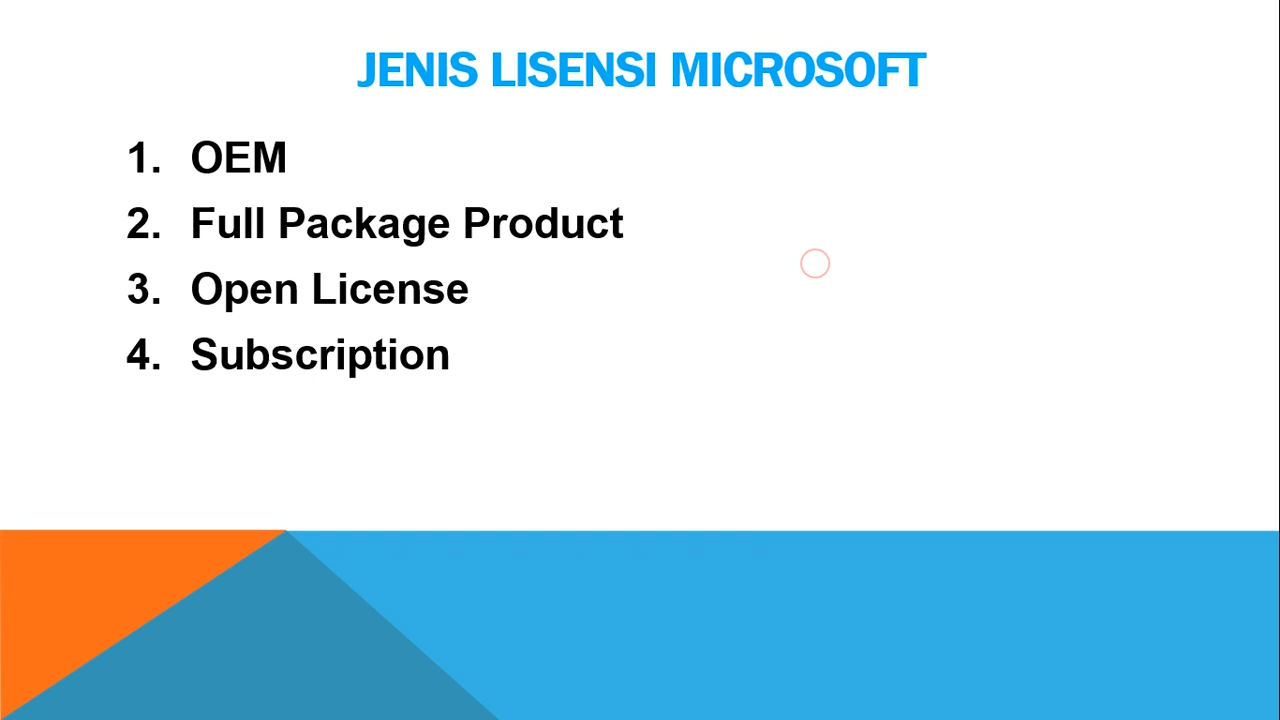 JENIS LISENSI MICROSOFT
1. OEM
2. Full Package Product
3. Open License
4. Subscription